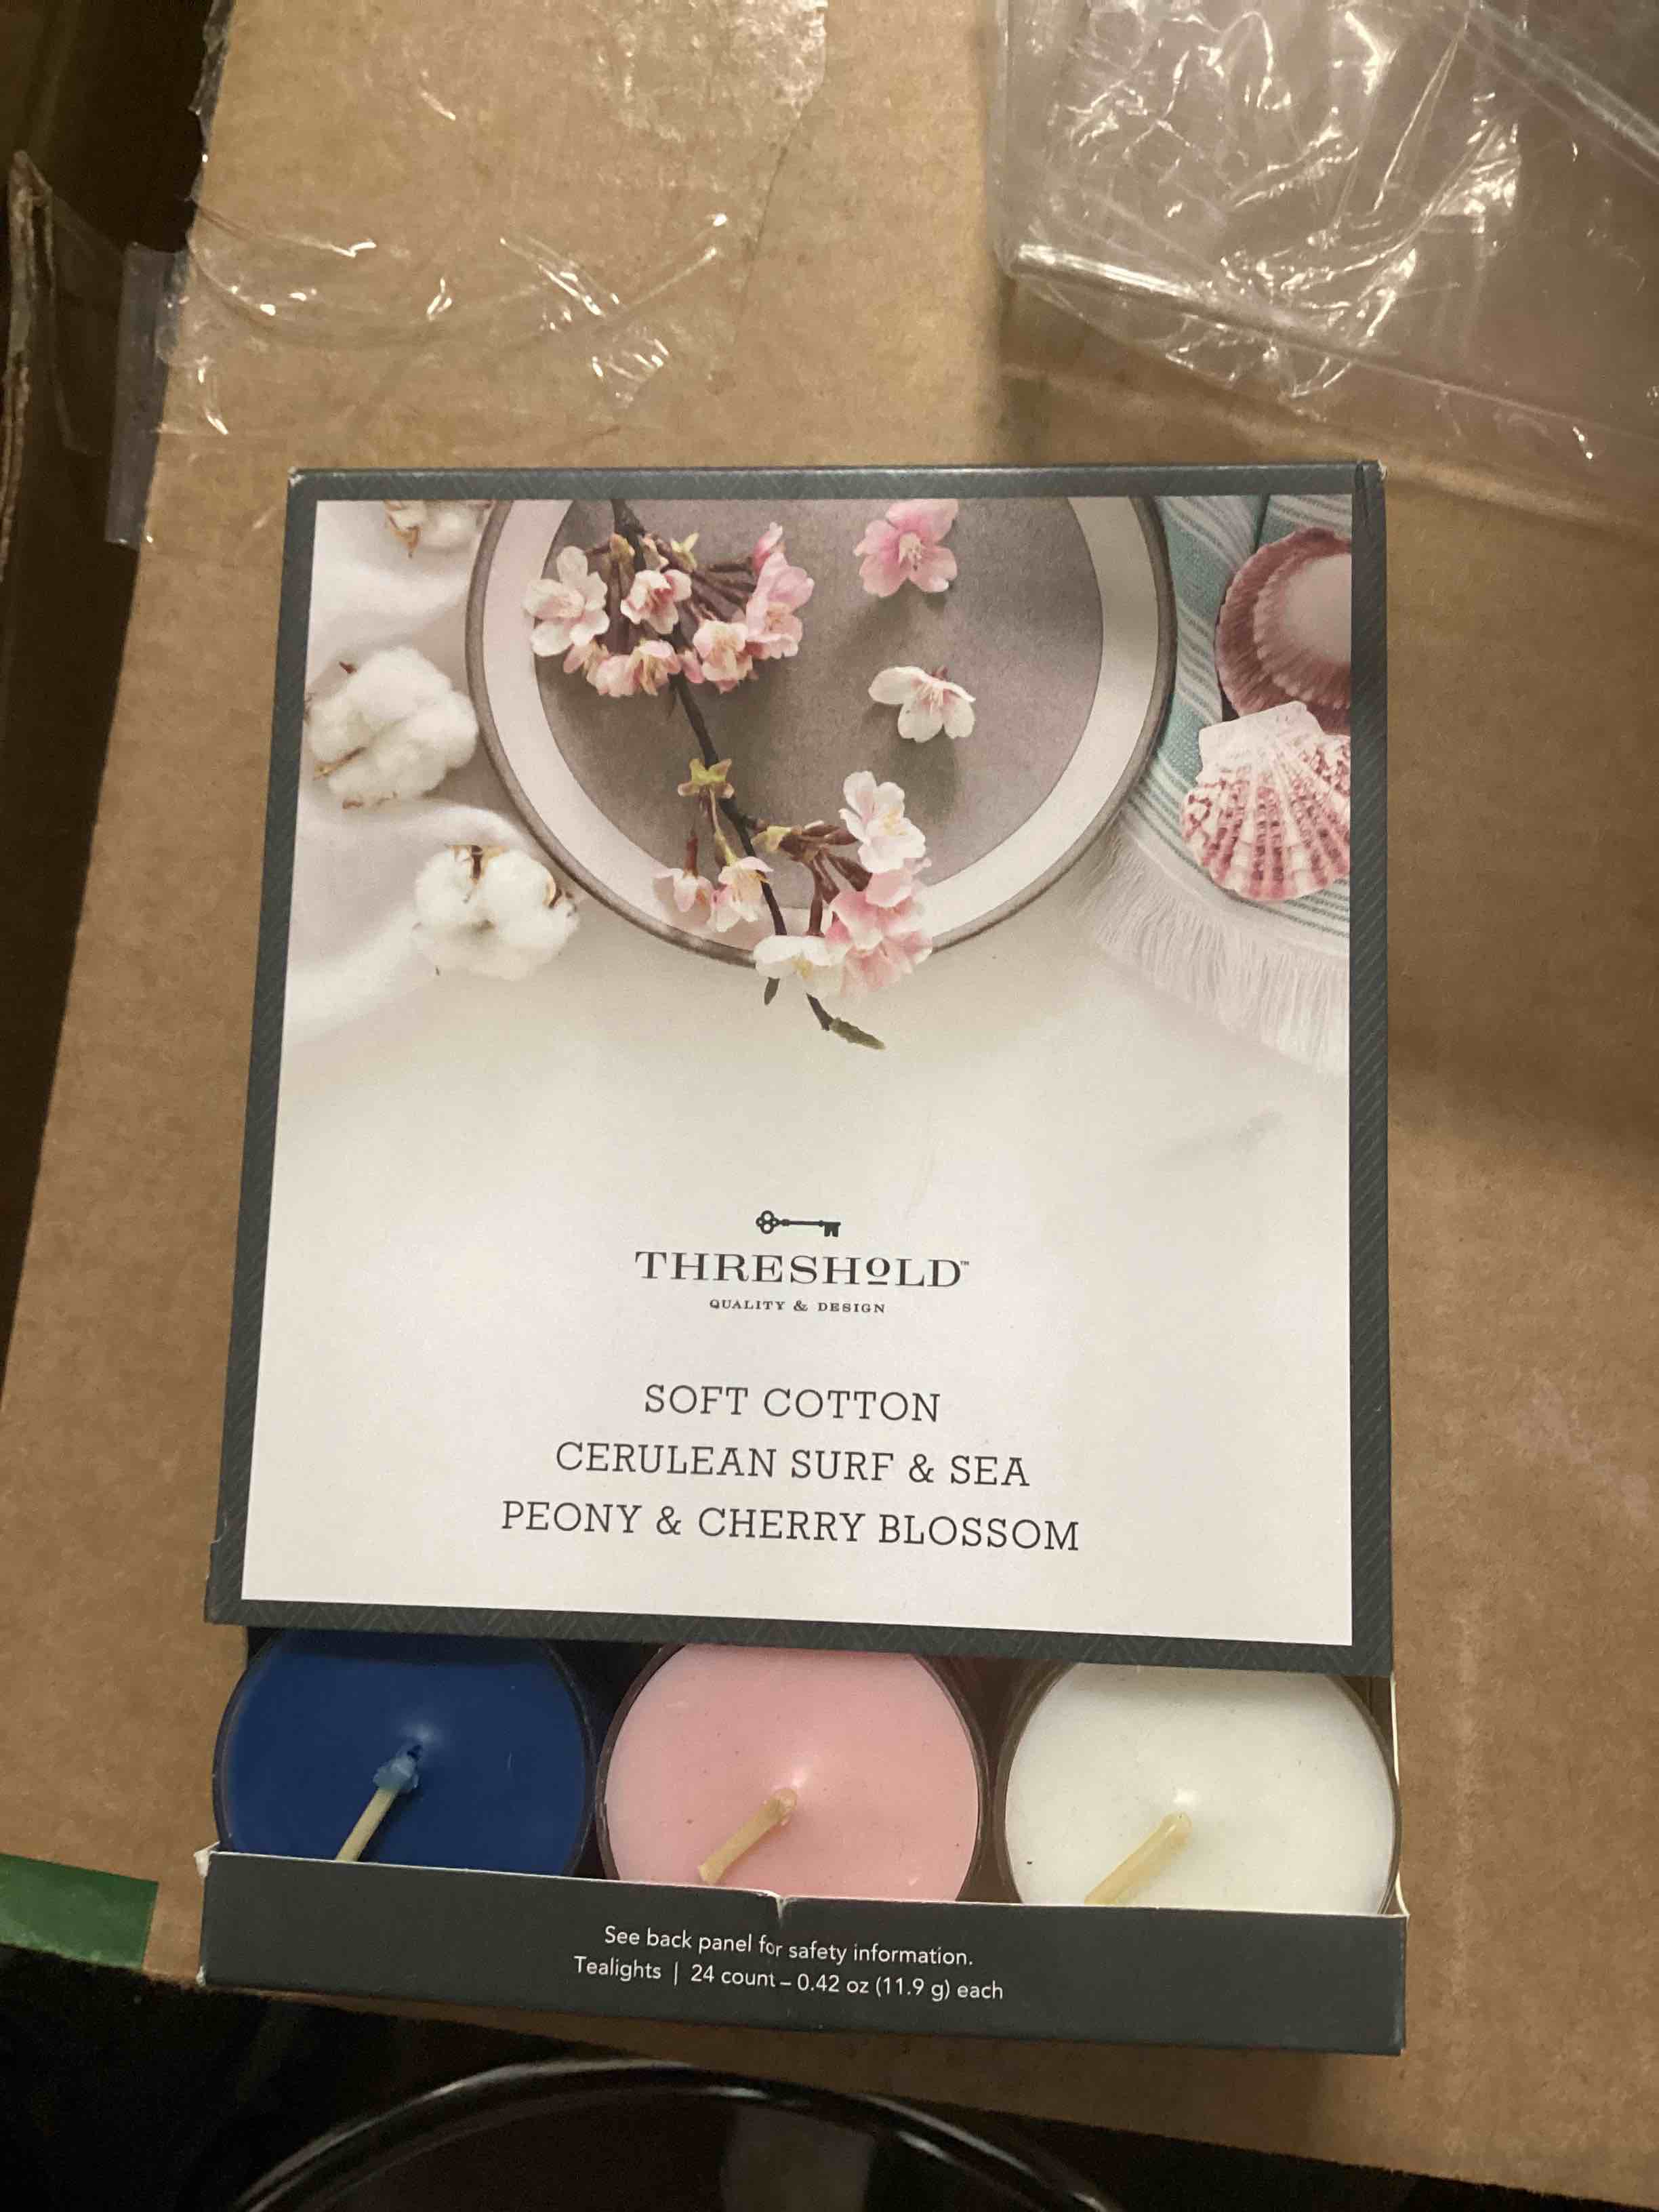 THRESHOLD™
QUALITY & DESIGN
SOFT COTTON
CERULEAN SURF & SEA
PEONY & CHERRY BLOSSOM
See back panel for safety information.
Tealights | 24 count – 0.42 oz (11.9 g) each